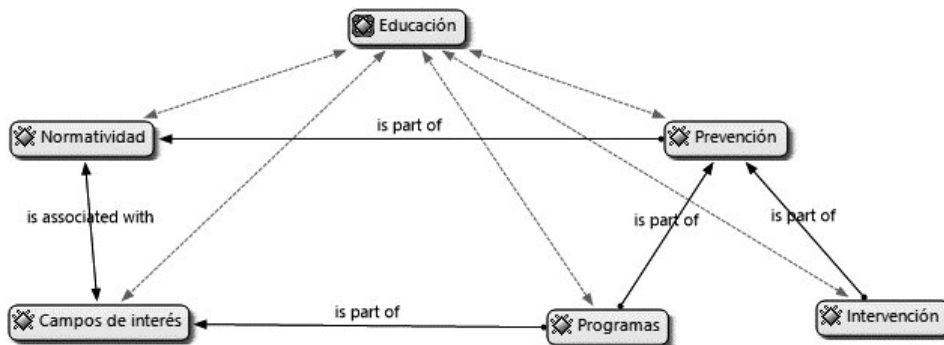 Educación
is part of
Normatividad
Prevención
is associated with
is part of
is part of
Campos de interés
is part of
Programas
Intervención